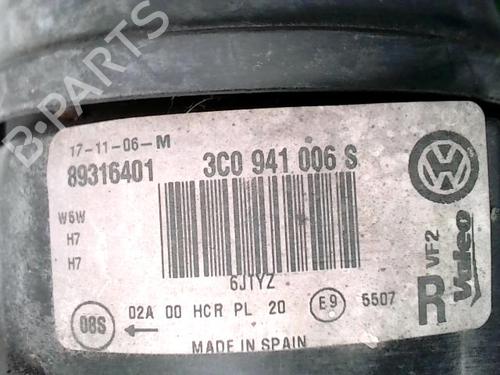 17-11-06-M
89316401
3C0 941 006 S
W5W
H7
H7
6JTYZ
VF2
Valeo
R
08S
02A 00 HCR PL 20
E9
5507
MADE IN SPAIN
B-PARTS